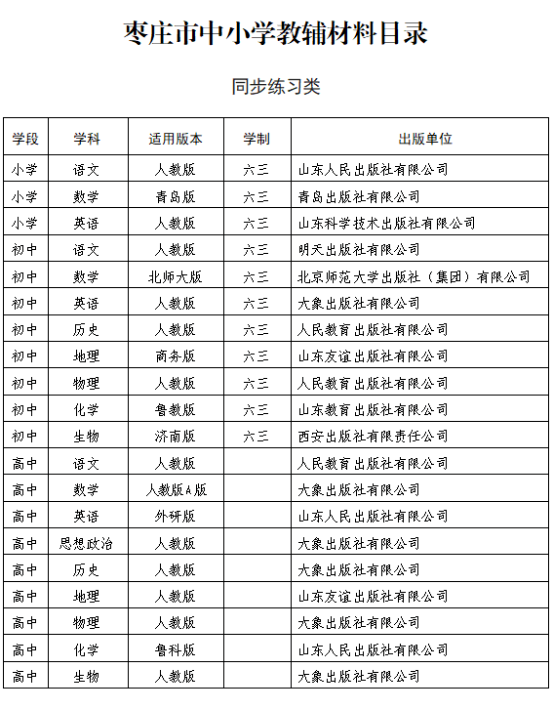 枣庄市中小学教辅材料目录
同步练习类
学段 学科 适用版本 学制 出版单位
小学 语文 人教版 六三 山东人民出版社有限公司
小学 数学 青岛版 六三 青岛出版社有限公司
小学 英语 人教版 六三 山东科学技术出版社有限公司
初中 语文 人教版 六三 明天出版社有限公司
初中 数学 北师大版 六三 北京师范大学出版社（集团）有限公司
初中 英语 人教版 六三 大象出版社有限公司
初中 历史 人教版 六三 人民教育出版社有限公司
初中 地理 商务版 六三 山东友谊出版社有限公司
初中 物理 人教版 六三 人民教育出版社有限公司
初中 化学 鲁教版 六三 山东教育出版社有限公司
初中 生物 济南版 六三 西安出版社有限责任公司
高中 语文 人教版 人民教育出版社有限公司
高中 数学 人教版A版 大象出版社有限公司
高中 英语 外研版 山东人民出版社有限公司
高中 思想政治 人教版 大象出版社有限公司
高中 历史 人教版 大象出版社有限公司
高中 地理 人教版 山东友谊出版社有限公司
高中 物理 人教版 大象出版社有限公司
高中 化学 鲁科版 山东人民出版社有限公司
高中 生物 人教版 大象出版社有限公司